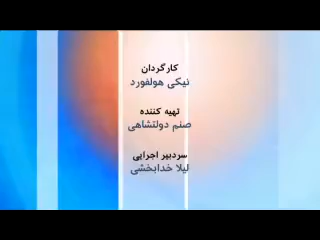 کارگردان
نیکی هولفورد
تهیه کننده
صنم دولتشاهی
سردبیر اجرایی
لیلا خدابخشی